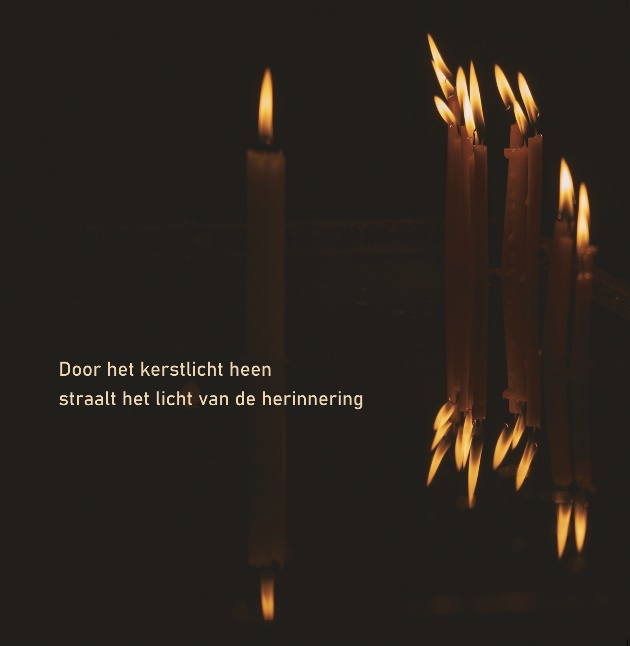 Door het kerstlicht heen
straalt het licht van de herinnering